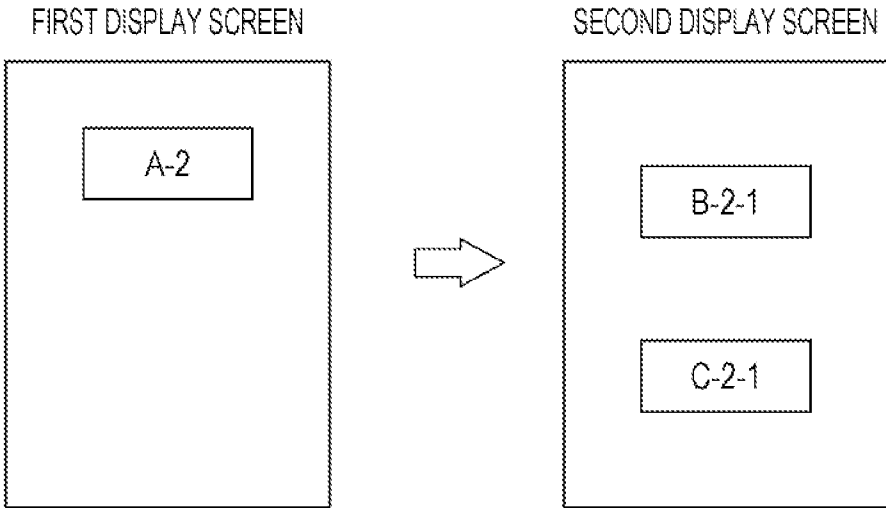 FIRST DISPLAY SCREEN
SECOND DISPLAY SCREEN
A-2
B-2-1
C-2-1